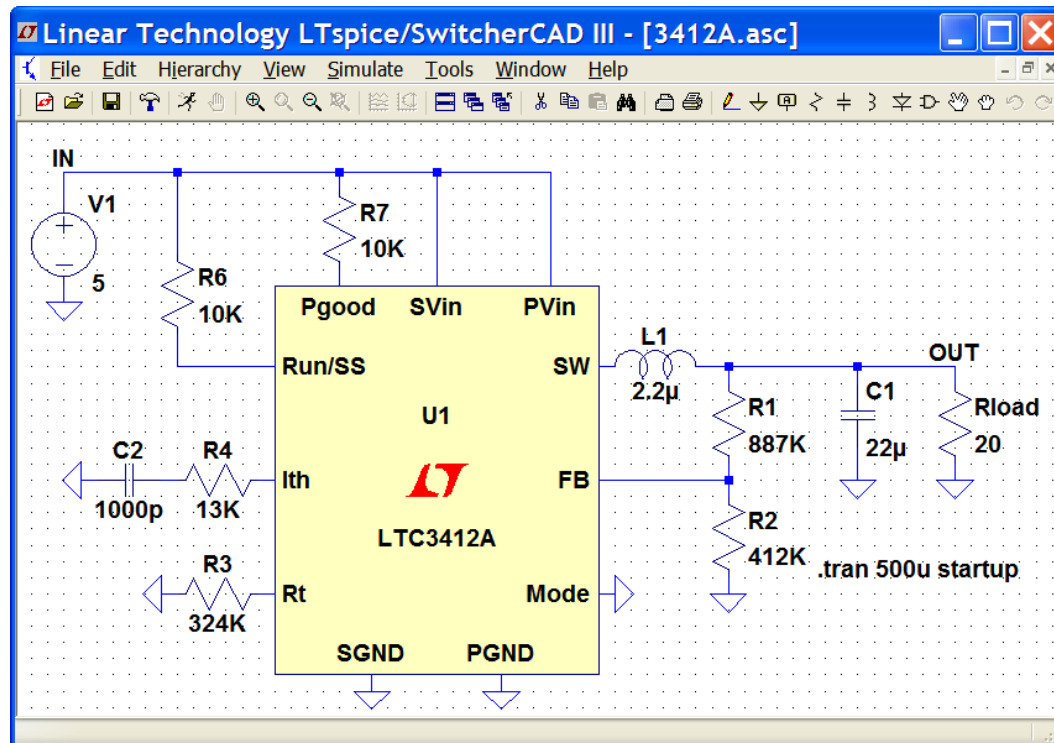 Linear Technology LTspice/SwitcherCAD III - [3412A.asc]
File Edit Hierarchy View Simulate Tools Window Help
IN
V1
5
R6
10K
R7
10K
Pgood SVin PVin
Run/SS SW
U1
L1
2.2µ
OUT
R1
887K
C1
22µ
Rload
20
C2
1000p
R4
13K
Ith FB
LTC3412A
R2
412K
.tran 500u startup
R3
324K
Rt Mode
SGND PGND